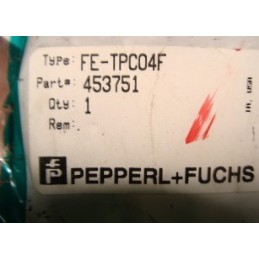 Type: FE-TPC04F
Part# 453751
Qty: 1
Rem:.
PEPPERL+FUCHS